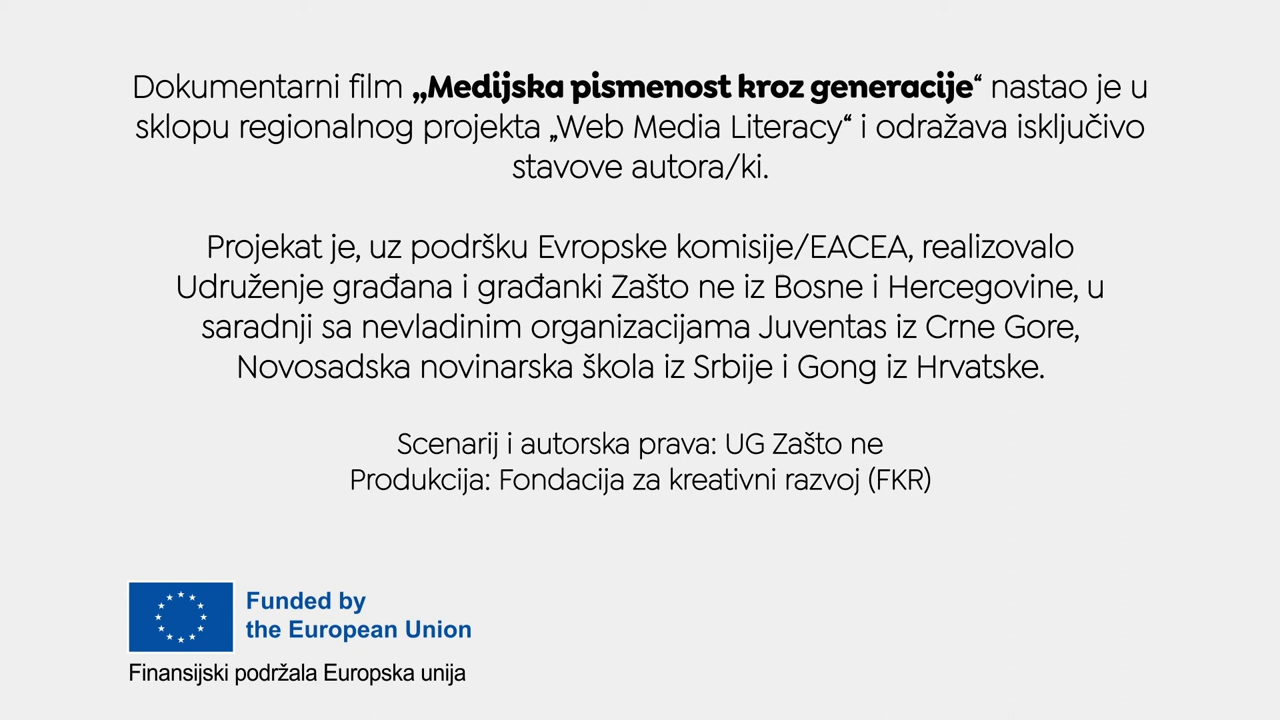 Dokumentarni film „Medijska pismenost kroz generacije“ nastao je u
sklopu regionalnog projekta „Web Media Literacy“ i odražava isključivo
stavove autora/ki.
Projekat je, uz podršku Evropske komisije/EACEA, realizovalo
Udruženje građana i građanki Zašto ne iz Bosne i Hercegovine, u
saradnji sa nevladinim organizacijama Juventas iz Crne Gore,
Novosadska novinarska škola iz Srbije i Gong iz Hrvatske.
Scenarij i autorska prava: UG Zašto ne
Produkcija: Fondacija za kreativni razvoj (FKR)
Funded by
the European Union
Finansijski podržala Europska unija